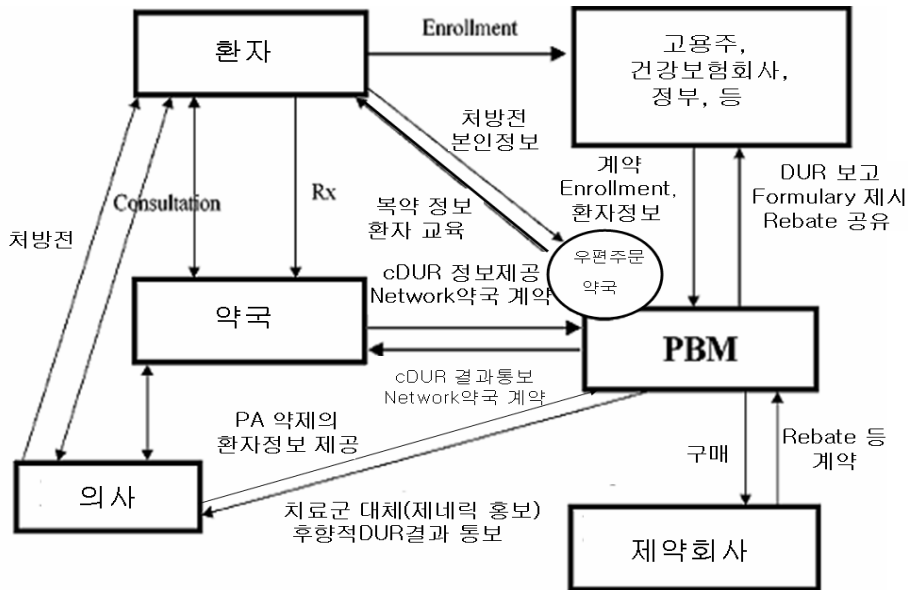 Enrollment
환자
고용주,
건강보험회사,
정부, 등
처방전
본인정보
계약
Enrollment,
환자정보
DUR 보고
Formulary 제시
Rebate 공유
Consultation
Rx
처방전
복약 정보
환자 교육
우편주문
약국
cDUR 정보제공
Network약국 계약
약국
PBM
cDUR 결과통보
Network약국 계약
PA 약제의
환자정보 제공
구매
Rebate 등
계약
의사
치료군 대체(제네릭 홍보)
후향적DUR결과 통보
제약회사